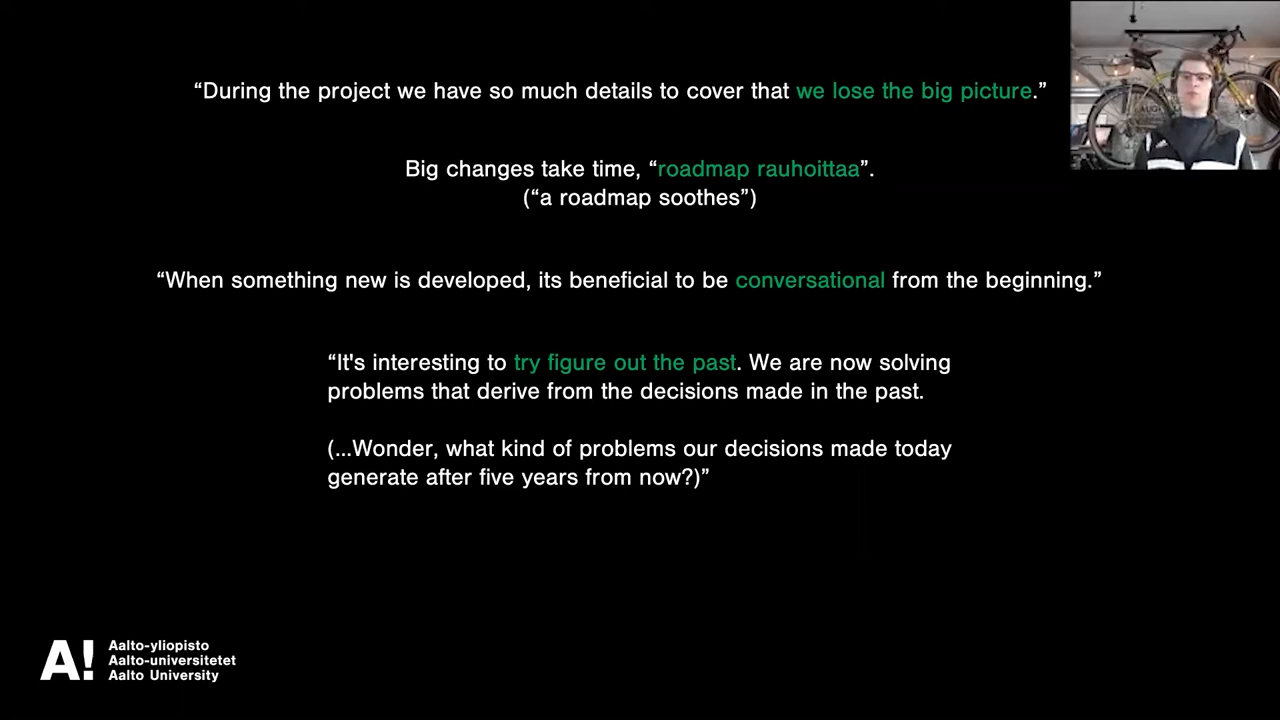 “During the project we have so much details to cover that we lose the big picture.”
Big changes take time, “roadmap rauhoittaa”.
(“a roadmap soothes”)
“When something new is developed, its beneficial to be conversational from the beginning.”
“It's interesting to try figure out the past. We are now solving
problems that derive from the decisions made in the past.
(...Wonder, what kind of problems our decisions made today
generate after five years from now?)”
A!
Aalto-yliopisto
Aalto-universitetet
Aalto University